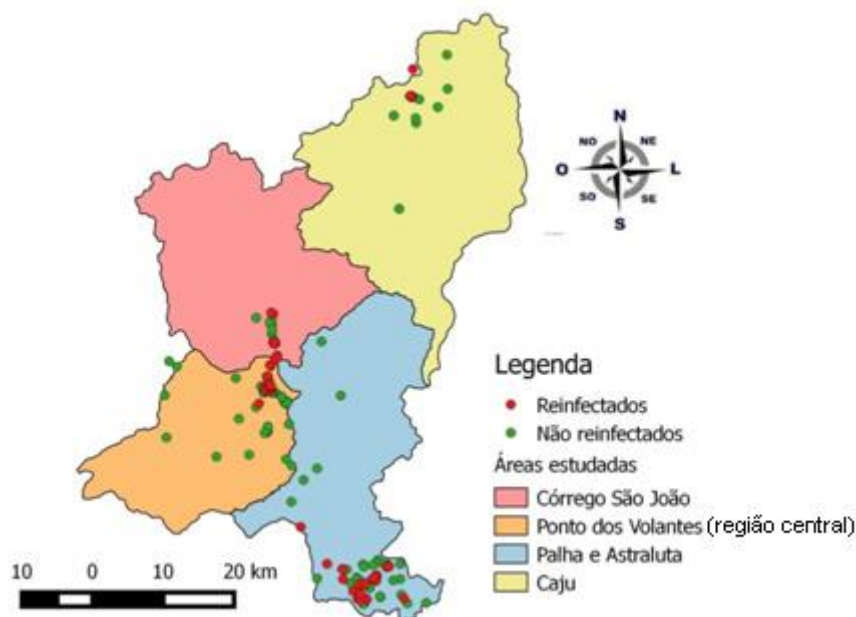 N
NO NE
O L
SO SE
S
Legenda
Reinfectados
Não reinfectados
Áreas estudadas
Córrego São João
Ponto dos Volantes (região central)
Palha e Astraluta
Caju
10 0 10 20 km